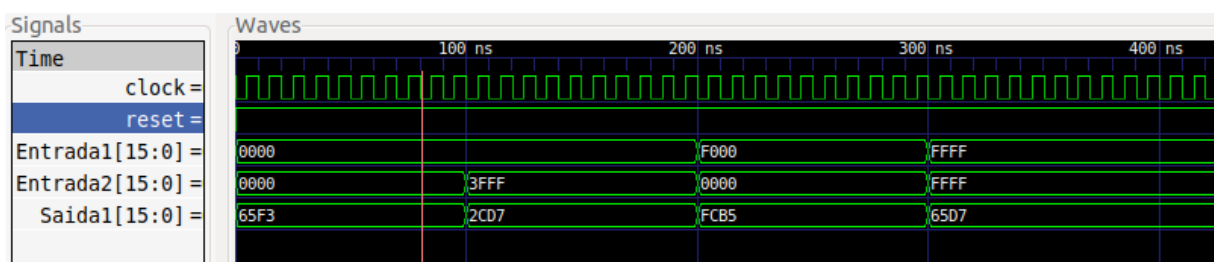 Signals
Waves
Time
0 100 ns 200 ns 300 ns 400 ns
clock =
reset =
Entrada1[15:0] = 0000 F000 FFFF
Entrada2[15:0] = 0000 3FFF 0000 FFFF
Saida1[15:0] = 65F3 2CD7 FCB5 65D7